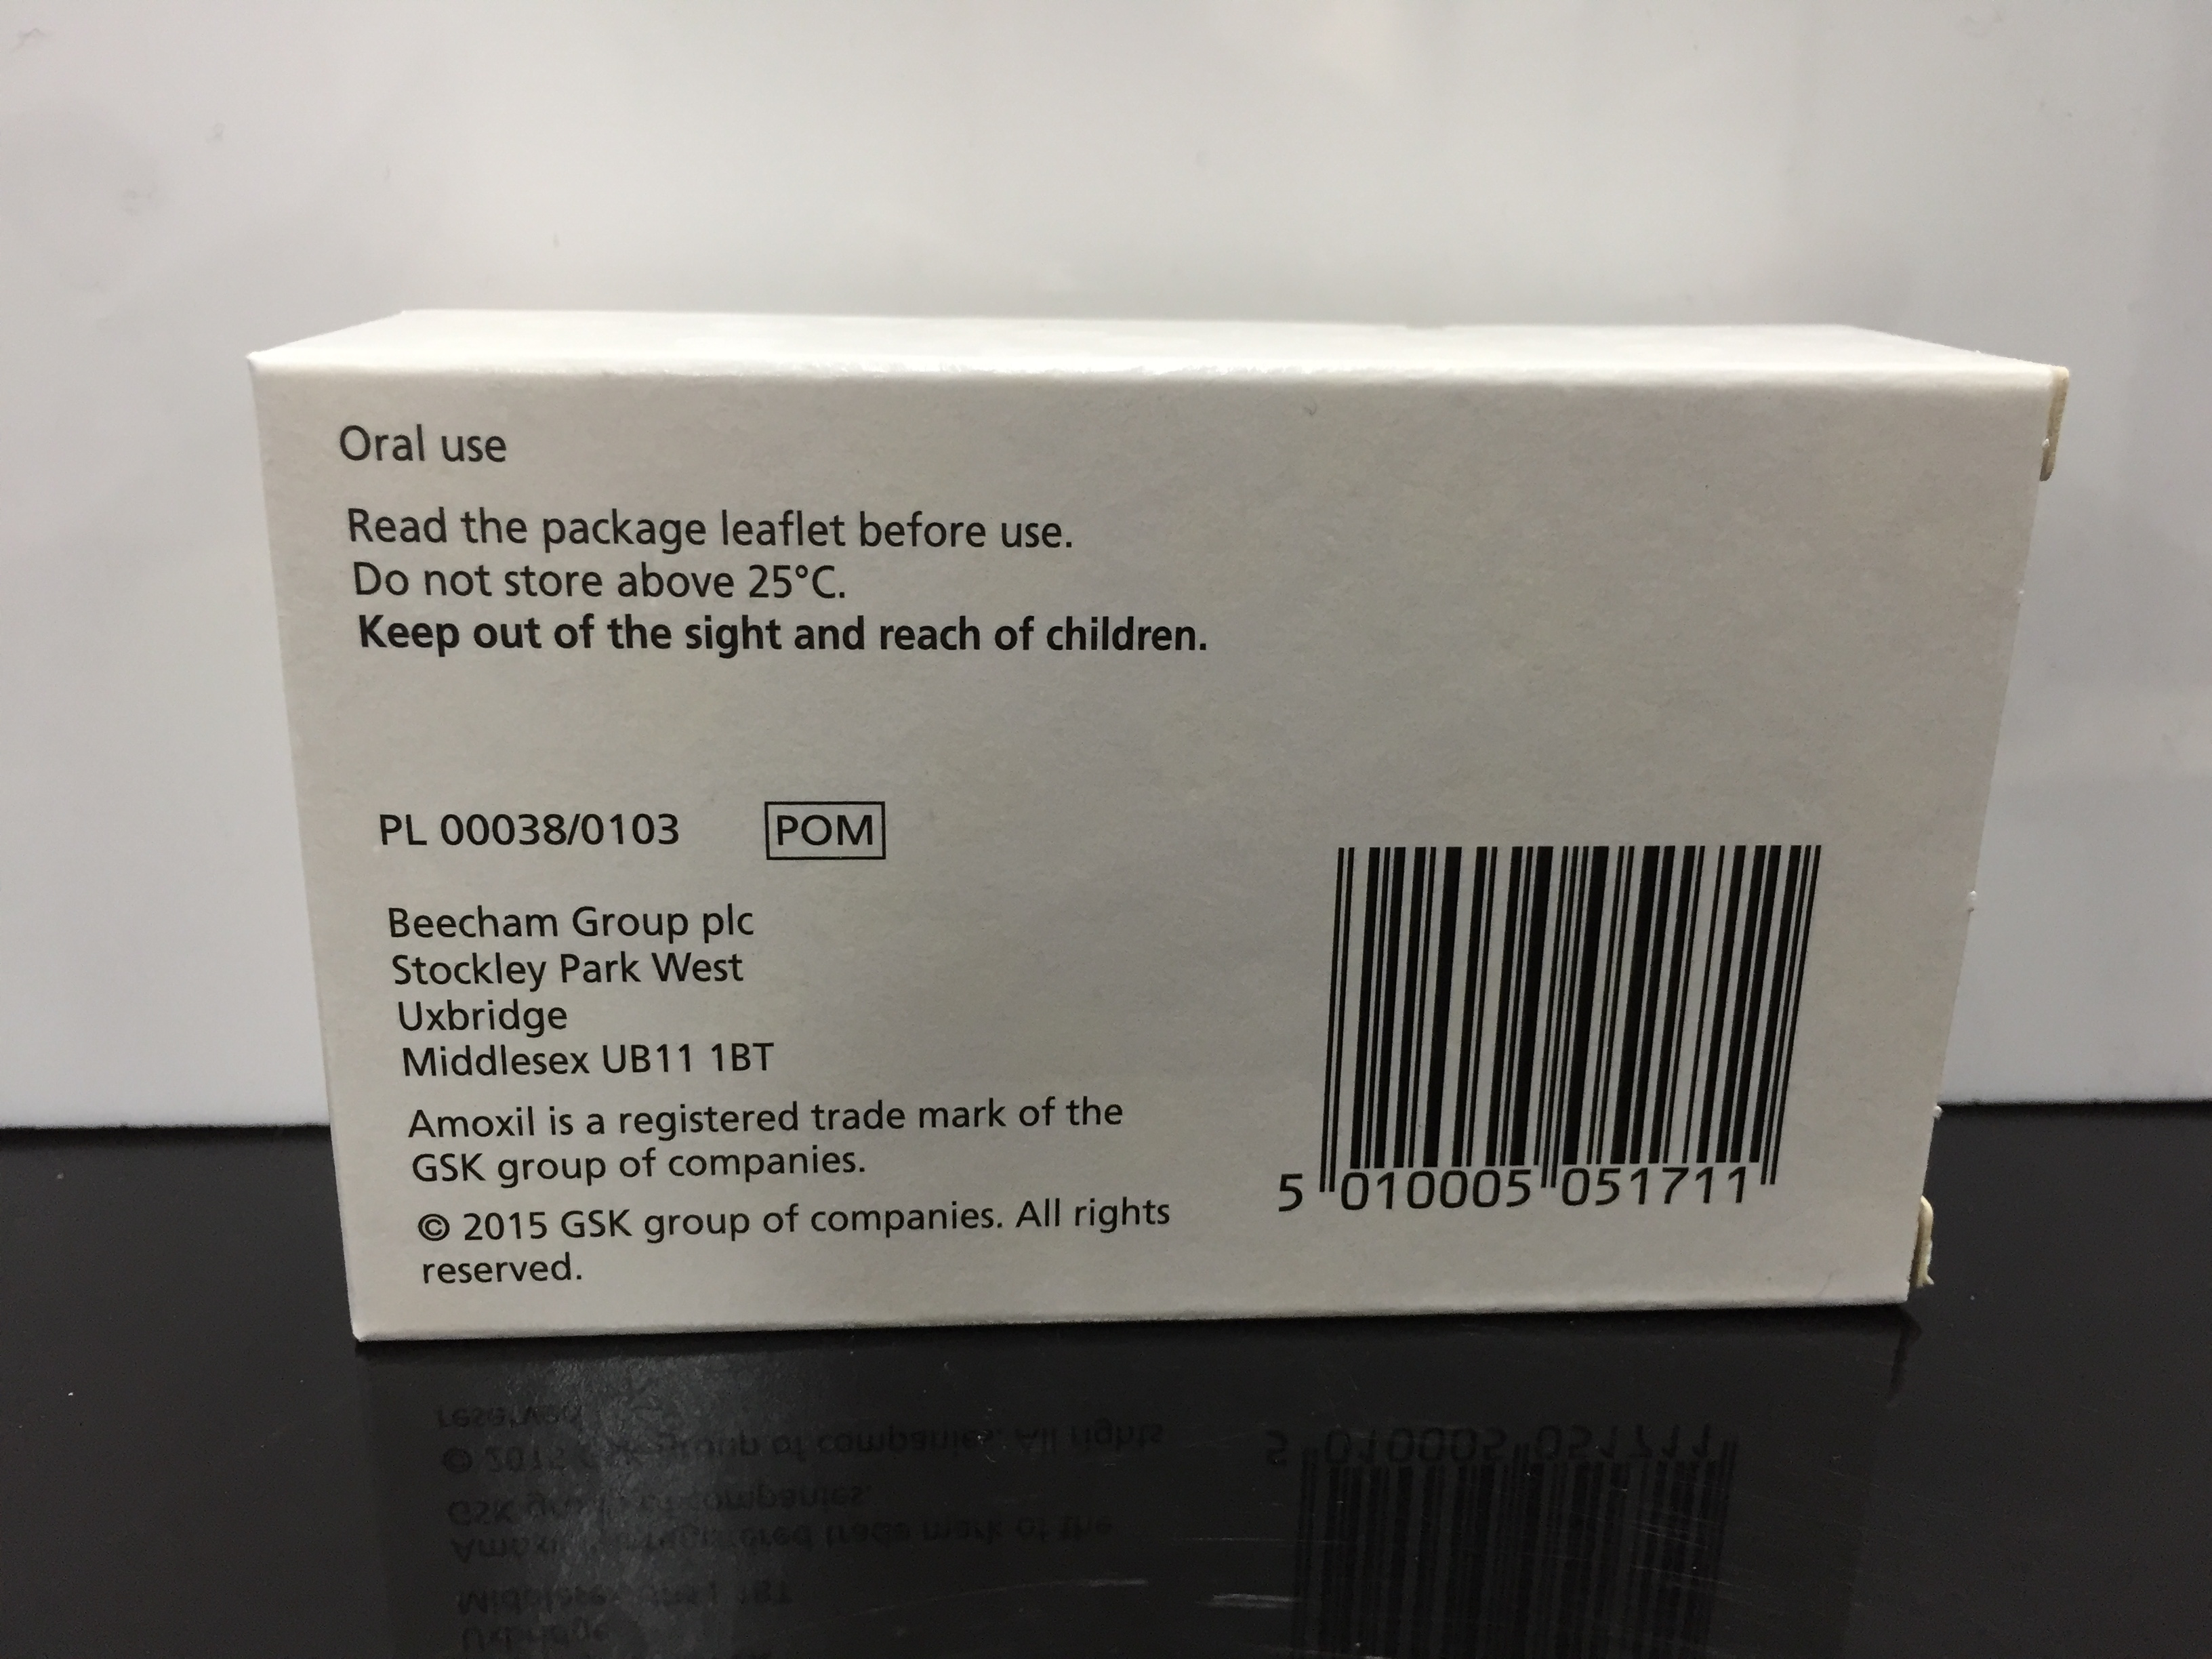 Oral use
Read the package leaflet before use.
Do not store above 25°C.
Keep out of the sight and reach of children.
PL 00038/0103 POM
Beecham Group plc
Stockley Park West
Uxbridge
Middlesex UB11 1BT
Amoxil is a registered trade mark of the
GSK group of companies.
© 2015 GSK group of companies. All rights
reserved.
5 010005 051711